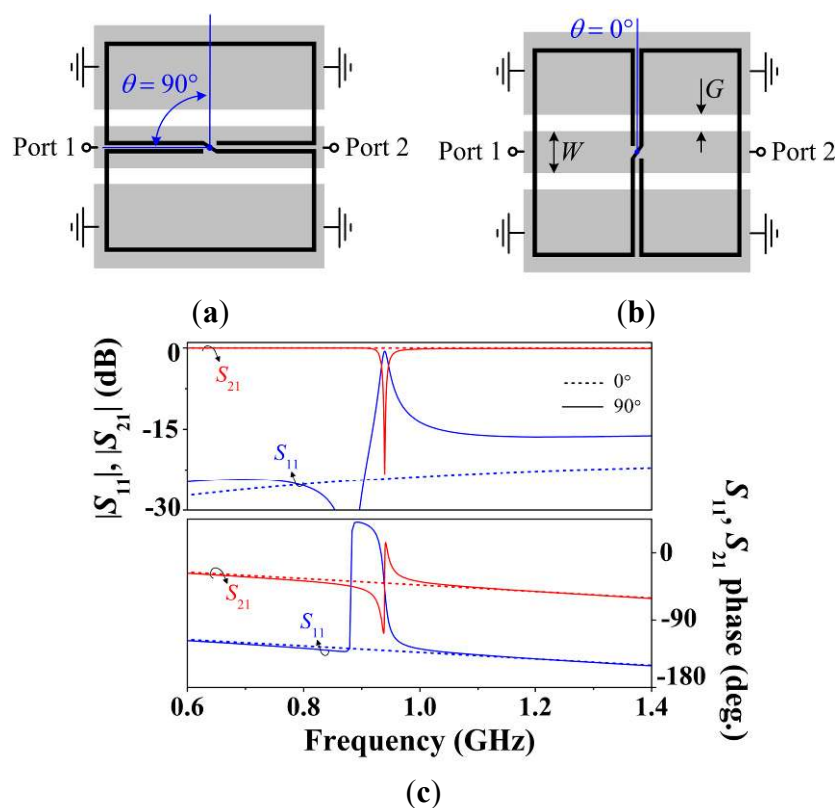 θ = 90°
Port 1
Port 2
(a)
θ = 0°
G
Port 1
W
Port 2
(b)
|S11|, |S21| (dB)
0
-15
-30
S21
S11
0°
90°
S11, S21 phase (deg.)
0
-90
-180
S21
S11
0.6
0.8
1.0
1.2
1.4
Frequency (GHz)
(c)